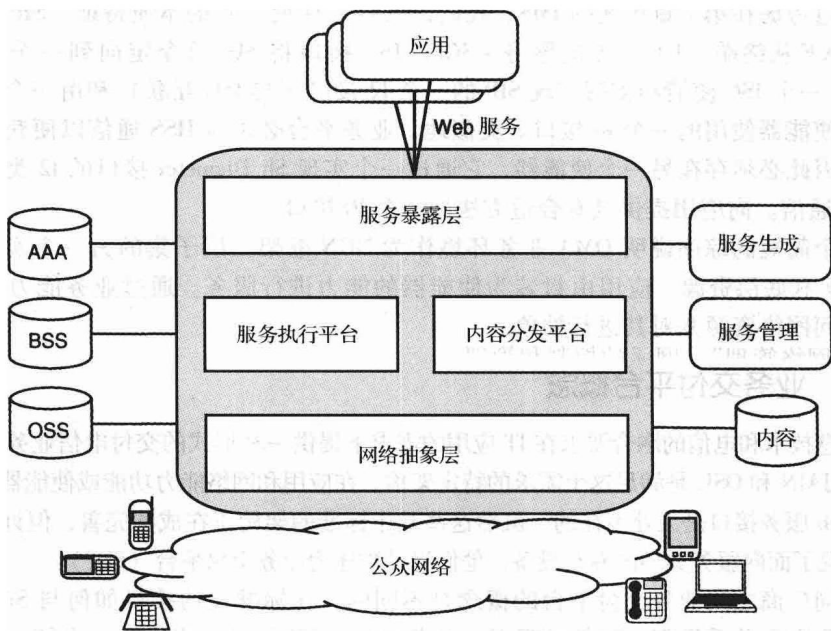 应用
Web 服务
服务暴露层
AAA
服务生成
服务执行平台
内容分发平台
BSS
服务管理
OSS
网络抽象层
内容
公众网络